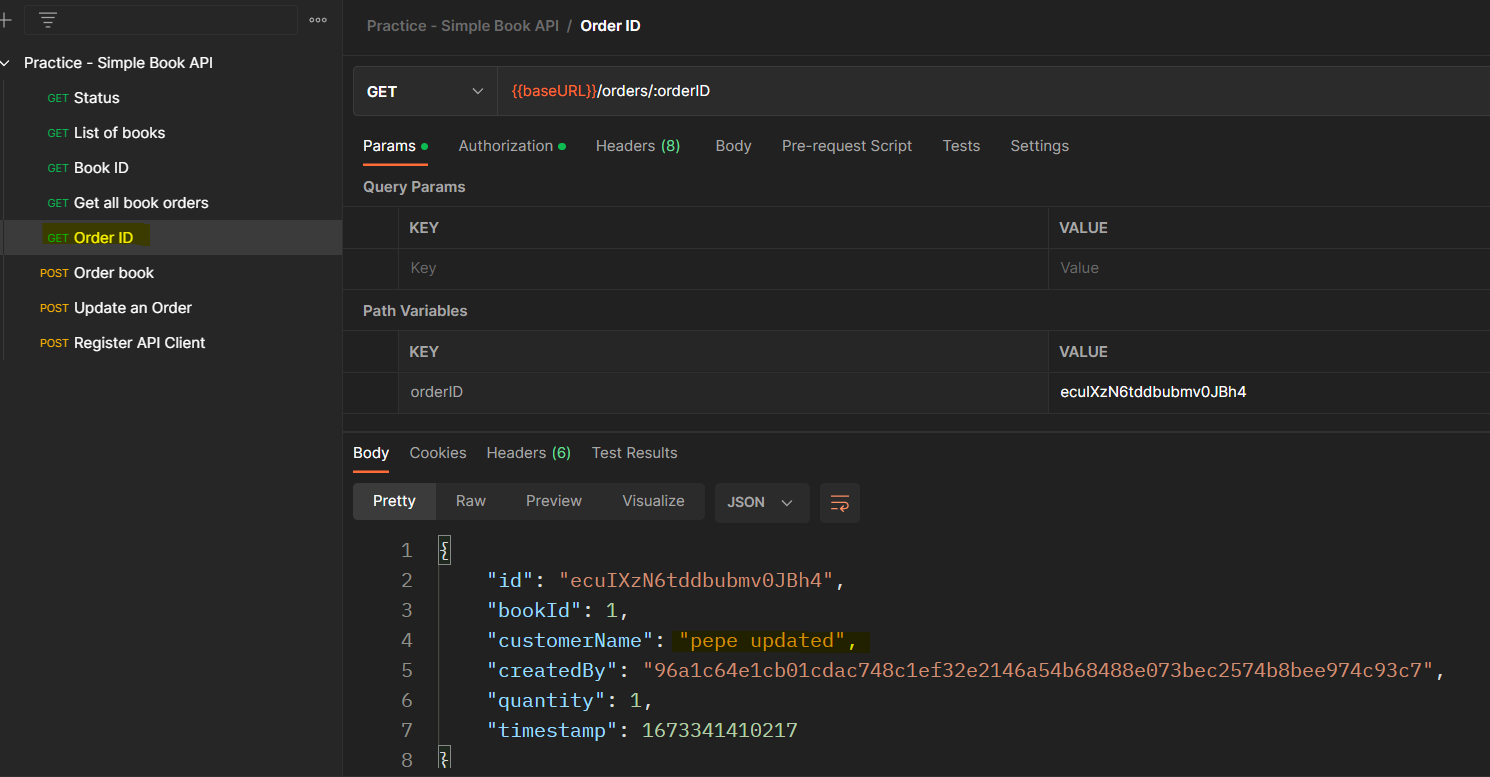 Practice - Simple Book API / Order ID
Practice - Simple Book API
GET Status
GET List of books
GET Book ID
GET Get all book orders
GET Order ID
POST Order book
POST Update an Order
POST Register API Client
GET {{baseURL}}/orders/:orderID
Params Authorization Headers (8) Body Pre-request Script Tests Settings
Query Params
KEY VALUE
Key Value
Path Variables
KEY VALUE
orderID ecuIXzN6tddbubmv0JBh4
Body Cookies Headers (6) Test Results
Pretty Raw Preview Visualize JSON
1 {
2 "id": "ecuIXzN6tddbubmv0JBh4",
3 "bookId": 1,
4 "customerName": "pepe updated",
5 "createdBy": "96a1c64e1cb01cdac748c1ef32e2146a54b68488e073bec2574b8bee974c93c7",
6 "quantity": 1,
7 "timestamp": 1673341410217
8 }